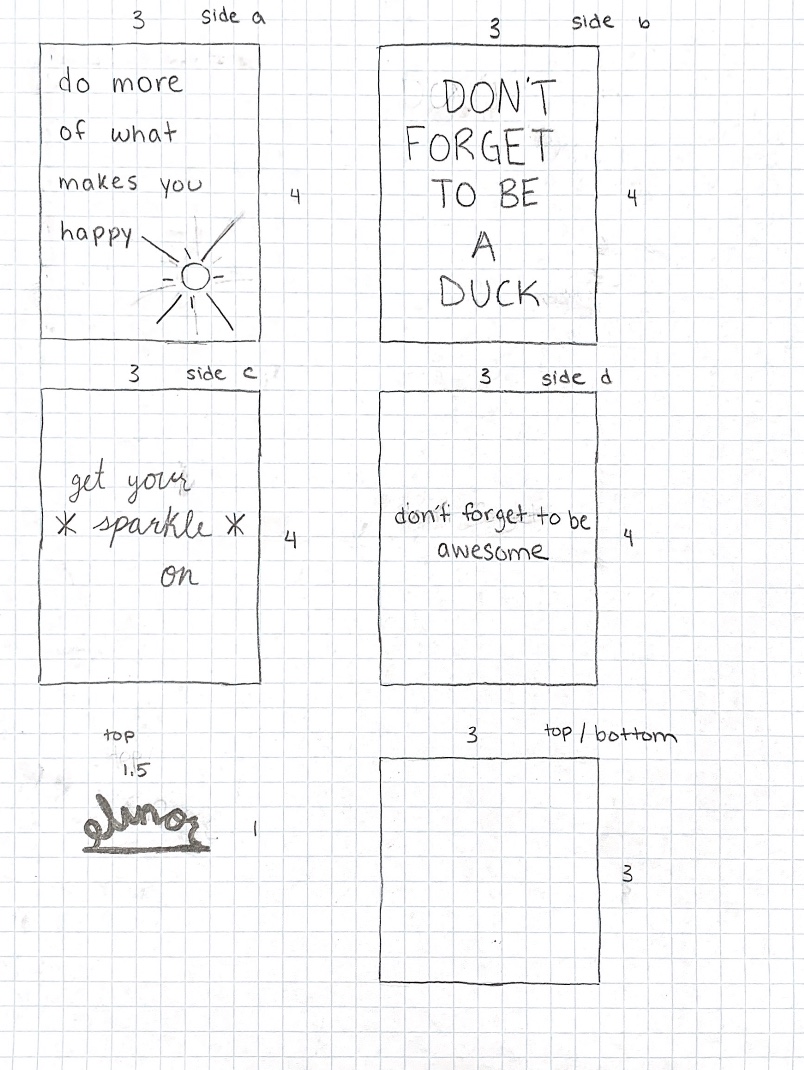 3 side a
do more
of what
makes you
happy
4
3 side b
DON'T
FORGET
TO BE
A
DUCK
4
3 side c
get your
* sparkle *
on
4
3 side d
don't forget to be
awesome
4
top
1.5
elinor
1
3 top / bottom
3